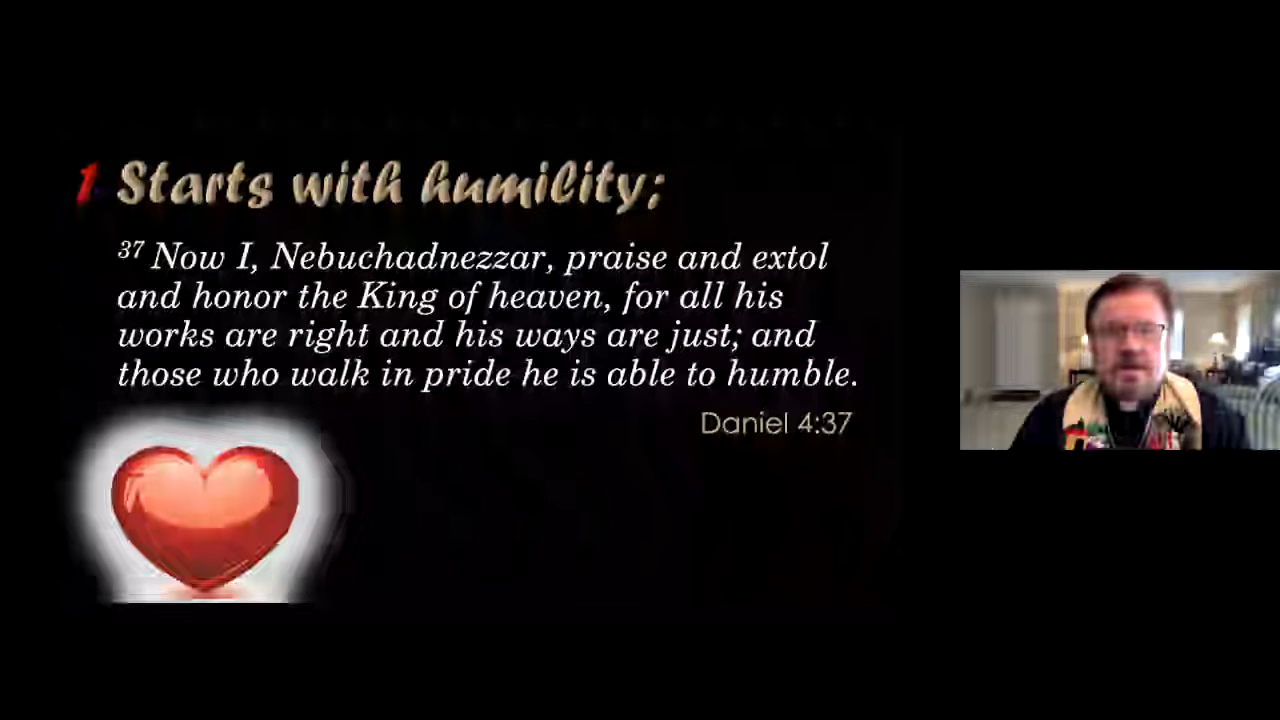 1 Starts with humility;
37 Now I, Nebuchadnezzar, praise and extol
and honor the King of heaven, for all his
works are right and his ways are just; and
those who walk in pride he is able to humble.
Daniel 4:37